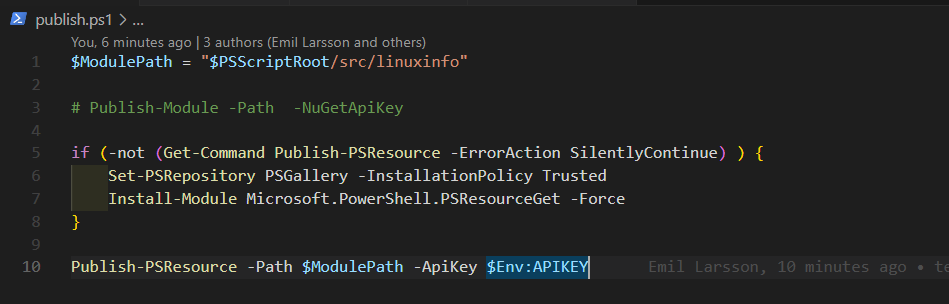 publish.ps1 > ...
You, 6 minutes ago | 3 authors (Emil Larsson and others)
1 $ModulePath = "$PSScriptRoot/src/linuxinfo"
2
3 # Publish-Module -Path  -NuGetApiKey
4
5 if (-not (Get-Command Publish-PSResource -ErrorAction SilentlyContinue) ) {
6 Set-PSRepository PSGallery -InstallationPolicy Trusted
7 Install-Module Microsoft.PowerShell.PSResourceGet -Force
8 }
9
10 Publish-PSResource -Path $ModulePath -ApiKey $Env:APIKEY Emil Larsson, 10 minutes ago •